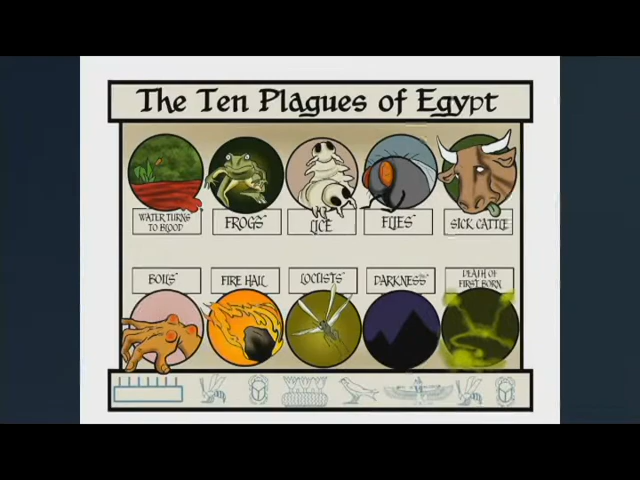 The Ten Plagues of Egypt
WATER TURNS
TO BLOOD
FROGS
LICE
FLIES
SICK CATTLE
BOILS
FIRE HAIL
LOCUSTS
DARKNESS
DEATH OF
FIRST BORN